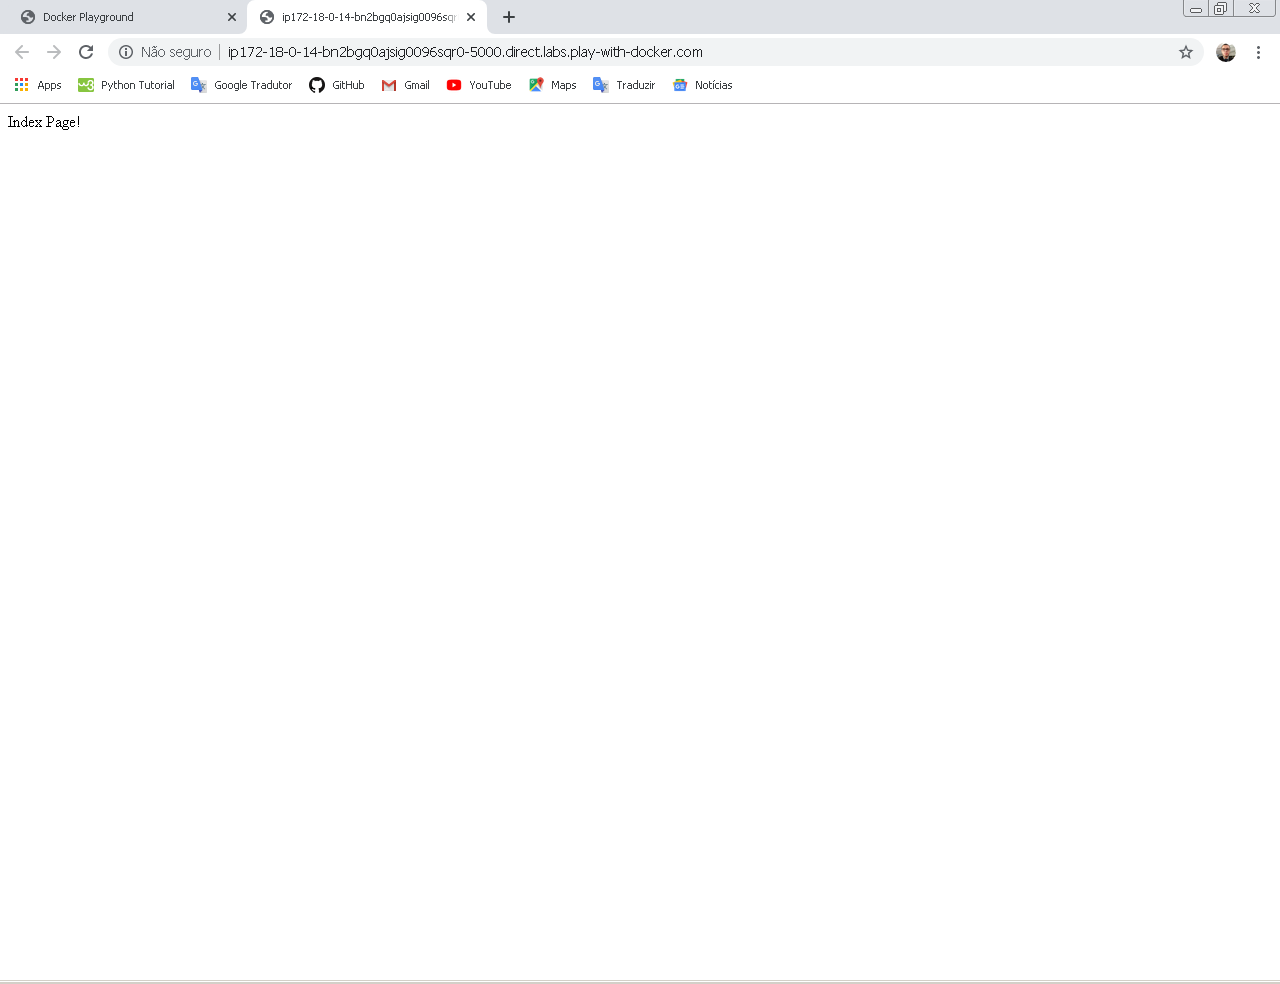 Docker Playground
ip172-18-0-14-bn2bgq0ajsig0096sqr
Não seguro
ip172-18-0-14-bn2bgq0ajsig0096sqr0-5000.direct.labs.play-with-docker.com
Apps
Python Tutorial
Google Tradutor
GitHub
Gmail
YouTube
Maps
Traduzir
Notícias
Index Page!